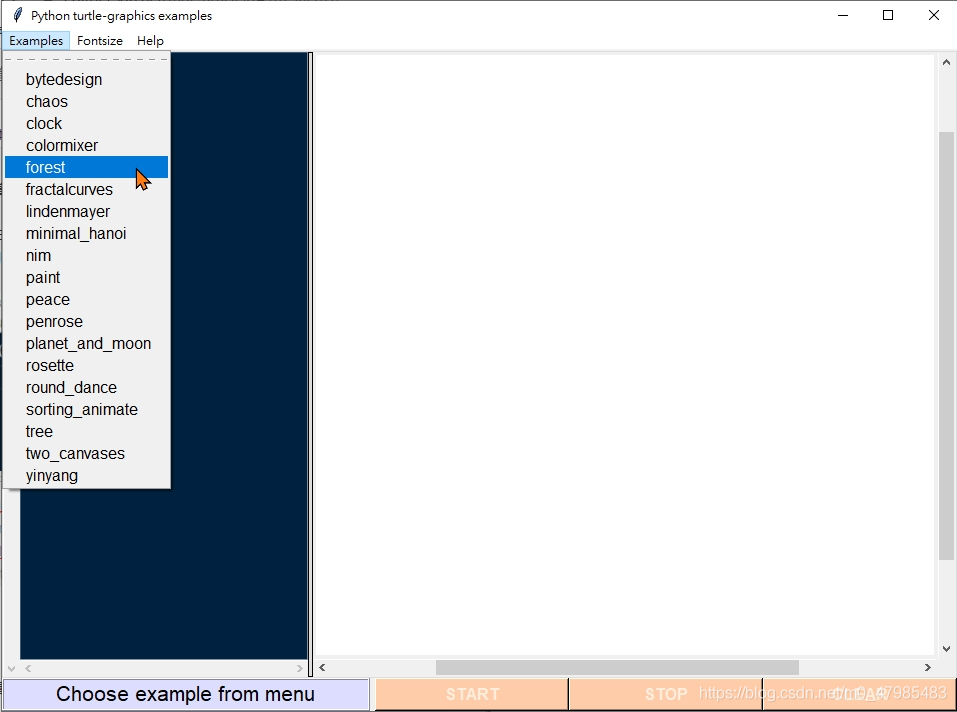 Python turtle-graphics examples
Examples Fontsize Help
bytedesign
chaos
clock
colormixer
forest
fractalcurves
lindenmayer
minimal_hanoi
nim
paint
peace
penrose
planet_and_moon
rosette
round_dance
sorting_animate
tree
two_canvases
yinyang
Choose example from menu START STOP CLEAR
https://blog.csdn.net/m0_47985483